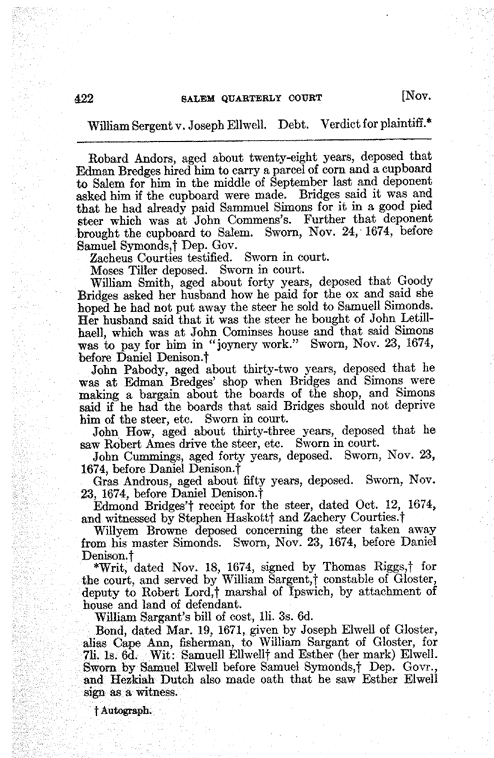 422 SALEM QUARTERLY COURT [Nov.
William Sergent v. Joseph Ellwell. Debt. Verdict for plaintiff.*
Robard Andors, aged about twenty-eight years, deposed that
Edman Bredges hired him to carry a parcel of corn and a cupboard
to Salem for him in the middle of September last and deponent
asked him if the cupboard were made. Bridges said it was and
that he had already paid Sammuel Simons for it in a good pied
steer which was at John Commens's. Further that deponent
brought the cupboard to Salem. Sworn, Nov. 24, 1674, before
Samuel Symonds,† Dep. Gov.
Zacheus Courties testified. Sworn in court.
Moses Tiller deposed. Sworn in court.
William Smith, aged about forty years, deposed that Goody
Bridges asked her husband how he paid for the ox and said she
hoped he had not put away the steer he sold to Samuell Simonds.
Her husband said that it was the steer he bought of John Letill-
haell, which was at John Cominses house and that said Simons
was to pay for him in "joynery work." Sworn, Nov. 23, 1674,
before Daniel Denison.†
John Pabody, aged about thirty-two years, deposed that he
was at Edman Bredges' shop when Bridges and Simons were
making a bargain about the boards of the shop, and Simons
said if he had the boards that said Bridges should not deprive
him of the steer, etc. Sworn in court.
John How, aged about thirty-three years, deposed that he
saw Robert Ames drive the steer, etc. Sworn in court.
John Cummings, aged forty years, deposed. Sworn, Nov. 23,
1674, before Daniel Denison.†
Gras Androus, aged about fifty years, deposed. Sworn, Nov.
23, 1674, before Daniel Denison.†
Edmond Bridges'† receipt for the steer, dated Oct. 12, 1674,
and witnessed by Stephen Haskott† and Zachery Courties.†
Willyem Browne deposed concerning the steer taken away
from his master Simonds. Sworn, Nov. 23, 1674, before Daniel
Denison.†
*Writ, dated Nov. 18, 1674, signed by Thomas Riggs,† for
the court, and served by William Sargent,† constable of Gloster,
deputy to Robert Lord,† marshal of Ipswich, by attachment of
house and land of defendant.
William Sargant's bill of cost, 1li. 3s. 6d.
Bond, dated Mar. 19, 1671, given by Joseph Elwell of Gloster,
alias Cape Ann, fisherman, to William Sargant of Gloster, for
7li. 1s. 6d. Wit: Samuell Ellwell† and Esther (her mark) Elwell.
Sworn by Samuel Elwell before Samuel Symonds,† Dep. Govr.,
and Hezkiah Dutch also made oath that he saw Esther Elwell
sign as a witness.
† Autograph.